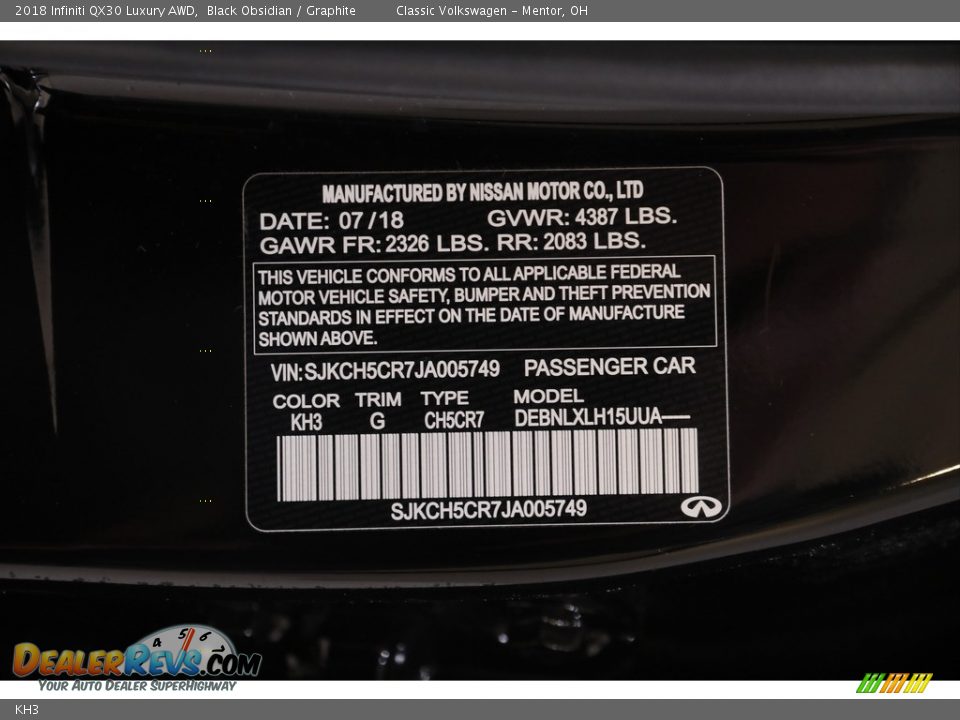 2018 Infiniti QX30 Luxury AWD,  Black Obsidian / Graphite  Classic Volkswagen – Mentor, OH
MANUFACTURED BY NISSAN MOTOR CO., LTD
DATE: 07/18  GVWR: 4387 LBS.
GAWR FR: 2326 LBS. RR: 2083 LBS.
THIS VEHICLE CONFORMS TO ALL APPLICABLE FEDERAL
MOTOR VEHICLE SAFETY, BUMPER AND THEFT PREVENTION
STANDARDS IN EFFECT ON THE DATE OF MANUFACTURE
SHOWN ABOVE.
VIN: SJKCH5CR7JA005749  PASSENGER CAR
COLOR  TRIM  TYPE  MODEL
KH3  G  CH5CR7  DEBNLXLH15UUA—–
SJKCH5CR7JA005749
4 5 6
DEALERREVS.COM
YOUR AUTO DEALER SUPERHIGHWAY
KH3